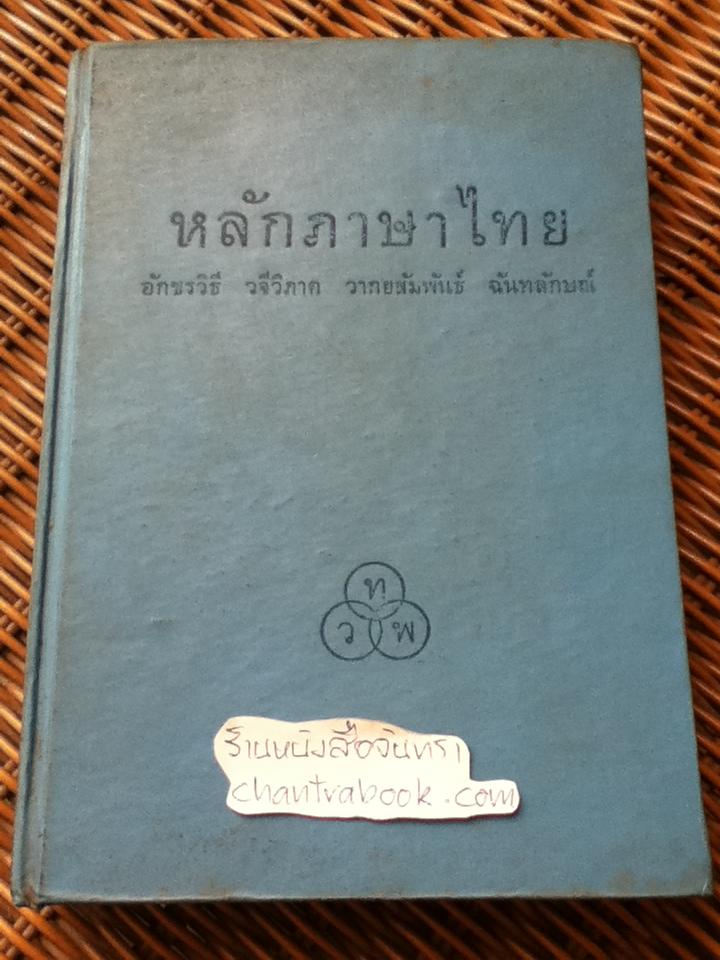 หลักภาษาไทย
อักขรวิธี วจีวิภาค วากยสัมพันธ์ ฉันทลักษณ์
ท
ว พ
ร้านหนังสือจันทรา
chantrabook.com